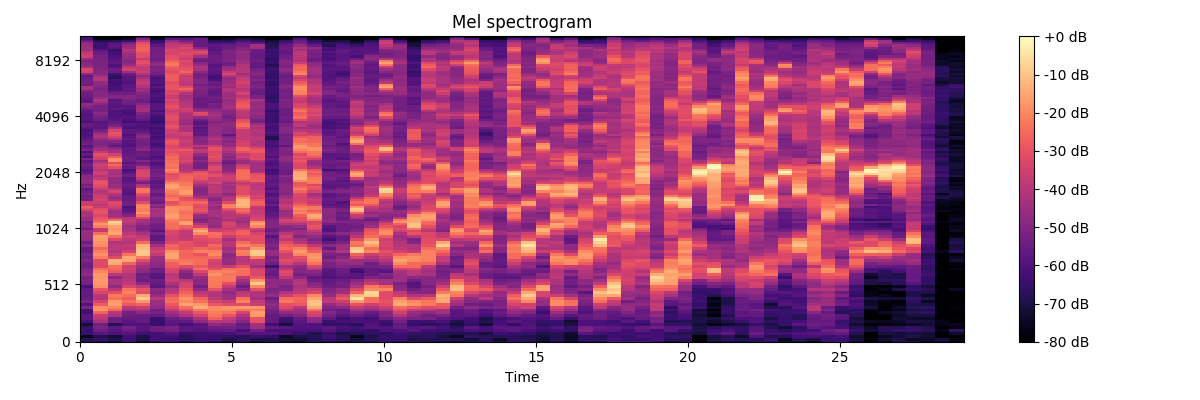 Mel spectrogram
8192
4096
2048
1024
512
0
Hz
0 5 10 15 20 25
Time
+0 dB
-10 dB
-20 dB
-30 dB
-40 dB
-50 dB
-60 dB
-70 dB
-80 dB